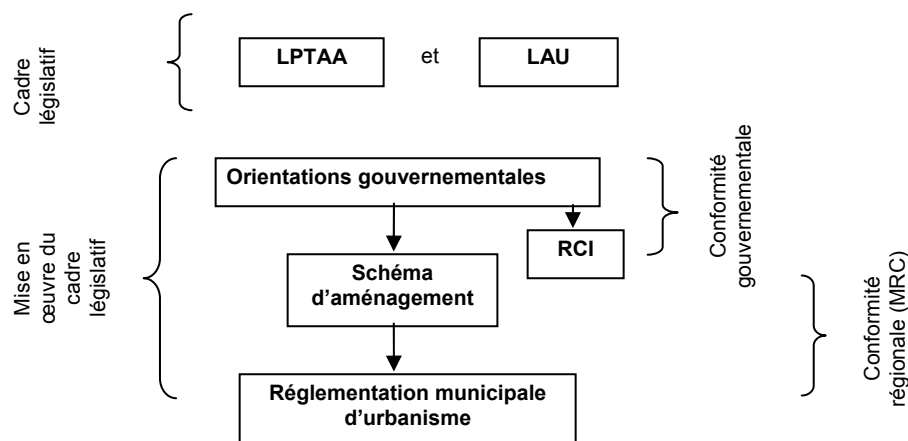 Cadre
législatif
LPTAA
et
LAU
Mise en
œuvre du
cadre
législatif
Orientations gouvernementales
RCI
Schéma
d’aménagement
Réglementation municipale
d’urbanisme
Conformité
gouvernementale
Conformité
régionale (MRC)